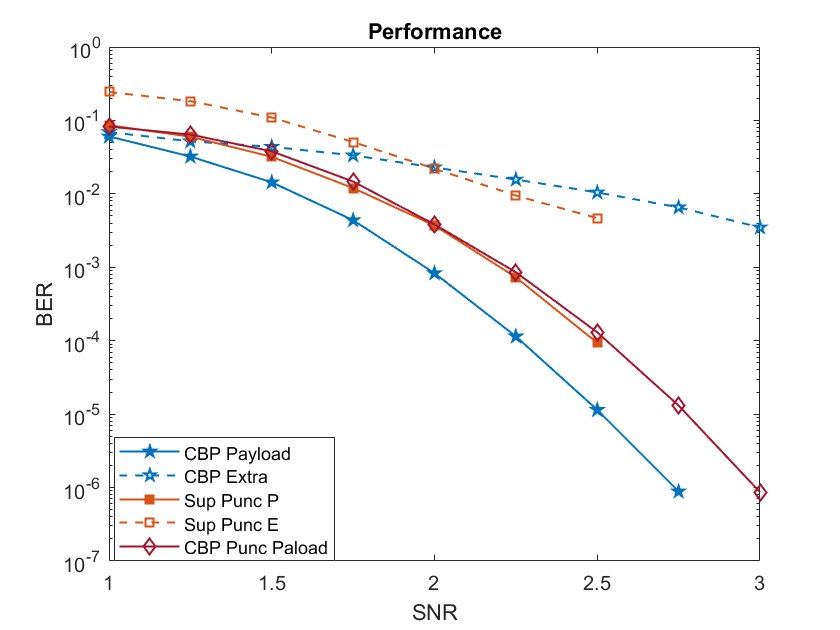 Performance
10^0
10^-1
10^-2
10^-3
10^-4
10^-5
10^-6
10^-7
BER
CBP Payload
CBP Extra
Sup Punc P
Sup Punc E
CBP Punc Paload
1 1.5 2 2.5 3
SNR